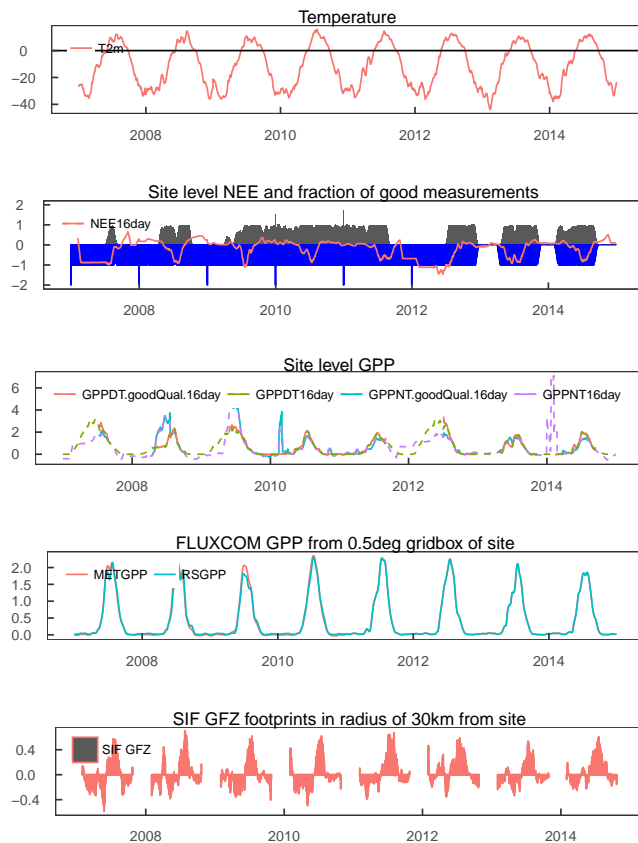 Temperature
T2m
0
−20
−40
2008 2010 2012 2014
Site level NEE and fraction of good measurements
2
NEE16day
1
0
−1
−2
2008 2010 2012 2014
Site level GPP
6
GPPDT.goodQual.16day GPPDT16day GPPNT.goodQual.16day GPPNT16day
4
2
0
2008 2010 2012 2014
FLUXCOM GPP from 0.5deg gridbox of site
2.0
METGPP RSGPP
1.5
1.0
0.5
0.0
2008 2010 2012 2014
SIF GFZ footprints in radius of 30km from site
0.4
SIF GFZ
0.0
−0.4
2008 2010 2012 2014